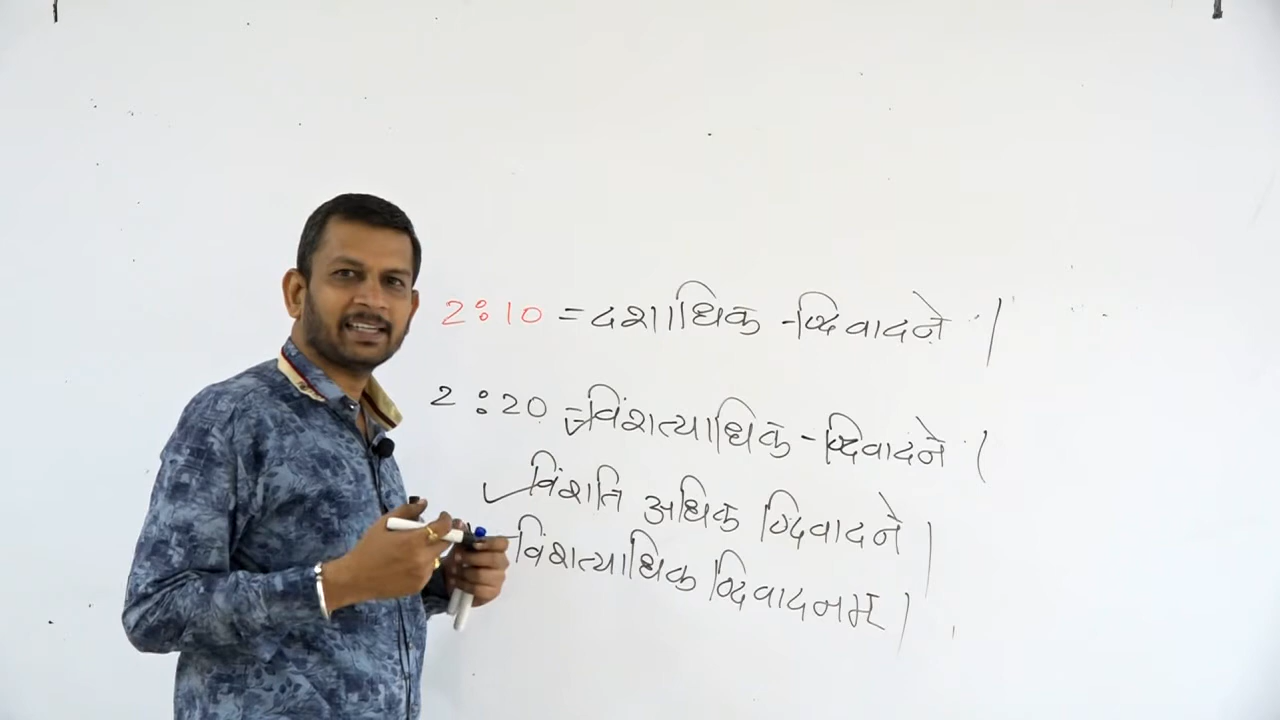 2:10 = दशाधिक - द्विवादने ।
2:20 = विंशत्याधिक - द्विवादने ।
विंशति अधिक द्विवादने ।
विंशत्याधिक द्विवादनम् ।